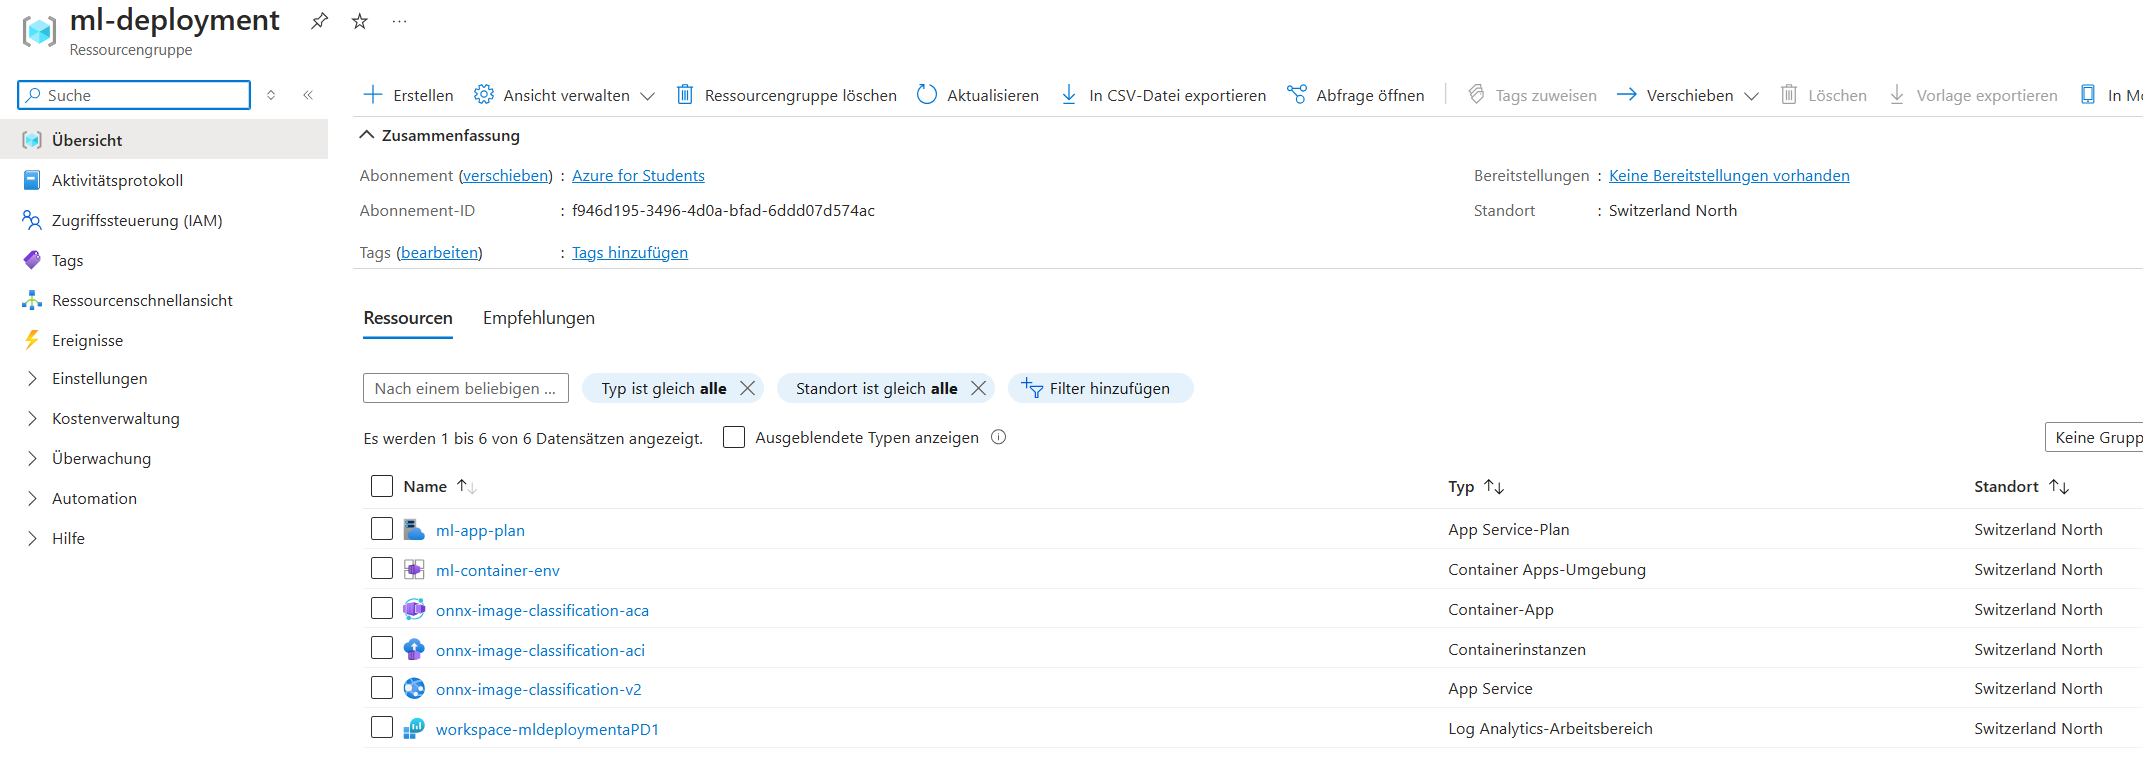 ml-deployment
Ressourcengruppe
Suche
Übersicht
Aktivitätsprotokoll
Zugriffssteuerung (IAM)
Tags
Ressourcenschnellansicht
Ereignisse
Einstellungen
Kostenverwaltung
Überwachung
Automation
Hilfe
Erstellen Ansicht verwalten Ressourcengruppe löschen Aktualisieren In CSV-Datei exportieren Abfrage öffnen Tags zuweisen Verschieben Löschen Vorlage exportieren In
Zusammenfassung
Abonnement (verschieben) : Azure for Students Bereitstellungen : Keine Bereitstellungen vorhanden
Abonnement-ID : f946d195-3496-4d0a-bfad-6ddd07d574ac Standort : Switzerland North
Tags (bearbeiten) : Tags hinzufügen
Ressourcen Empfehlungen
Nach einem beliebigen ... Typ ist gleich alle Standort ist gleich alle Filter hinzufügen
Es werden 1 bis 6 von 6 Datensätzen angezeigt. Ausgeblendete Typen anzeigen Keine Grupp
Name Typ Standort
ml-app-plan App Service-Plan Switzerland North
ml-container-env Container Apps-Umgebung Switzerland North
onnx-image-classification-aca Container-App Switzerland North
onnx-image-classification-aci Containerinstanzen Switzerland North
onnx-image-classification-v2 App Service Switzerland North
workspace-mldeploymentaPD1 Log Analytics-Arbeitsbereich Switzerland North